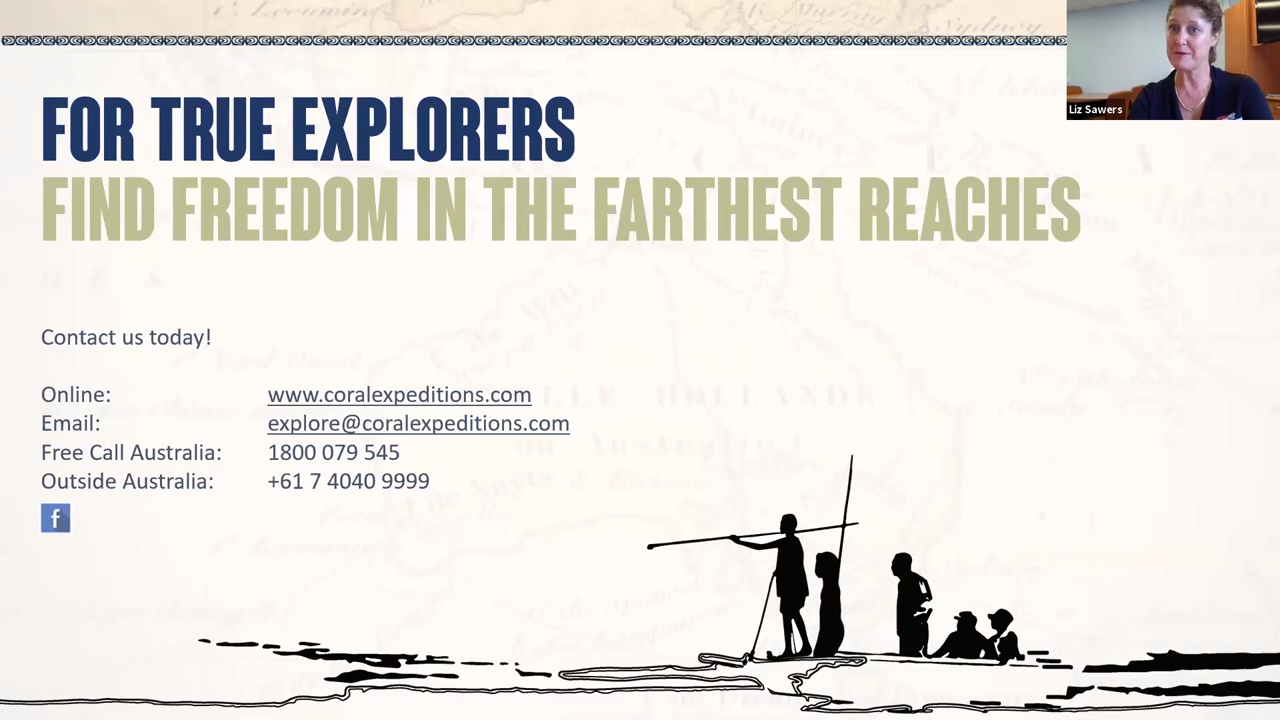 Liz Sawers
FOR TRUE EXPLORERS
FIND FREEDOM IN THE FARTHEST REACHES
Contact us today!
Online: www.coralexpeditions.com
Email: explore@coralexpeditions.com
Free Call Australia: 1800 079 545
Outside Australia: +61 7 4040 9999
f